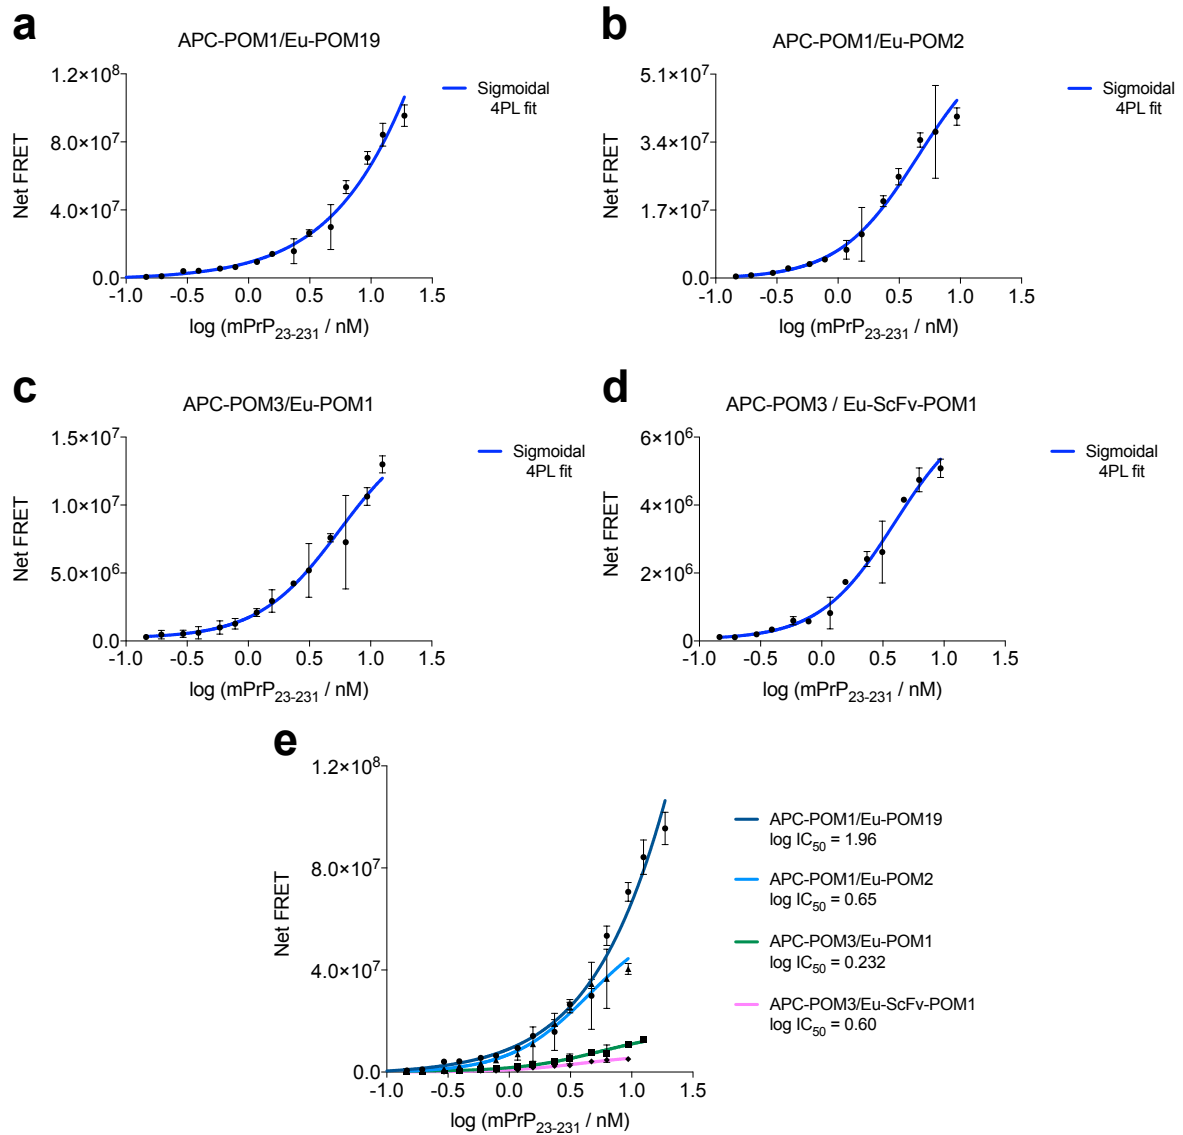 a
APC-POM1/Eu-POM19
1.2×10⁸
8.0×10⁷
4.0×10⁷
0.0
Net FRET
-1.0 -0.5 0.0 0.5 1.0 1.5
log (mPrP₂₃₋₂₃₁ / nM)
Sigmoidal
4PL fit
b
APC-POM1/Eu-POM2
5.1×10⁷
3.4×10⁷
1.7×10⁷
0.0
Net FRET
-1.0 -0.5 0.0 0.5 1.0 1.5
log (mPrP₂₃₋₂₃₁ / nM)
Sigmoidal
4PL fit
c
APC-POM3/Eu-POM1
1.5×10⁷
1.0×10⁷
5.0×10⁶
0.0
Net FRET
-1.0 -0.5 0.0 0.5 1.0 1.5
log (mPrP₂₃₋₂₃₁ / nM)
Sigmoidal
4PL fit
d
APC-POM3 / Eu-ScFv-POM1
6×10⁶
4×10⁶
2×10⁶
0
Net FRET
-1.0 -0.5 0.0 0.5 1.0 1.5
log (mPrP₂₃₋₂₃₁ / nM)
Sigmoidal
4PL fit
e
1.2×10⁸
8.0×10⁷
4.0×10⁷
0.0
Net FRET
-1.0 -0.5 0.0 0.5 1.0 1.5
log (mPrP₂₃₋₂₃₁ / nM)
APC-POM1/Eu-POM19
log IC₅₀ = 1.96
APC-POM1/Eu-POM2
log IC₅₀ = 0.65
APC-POM3/Eu-POM1
log IC₅₀ = 0.232
APC-POM3/Eu-ScFv-POM1
log IC₅₀ = 0.60